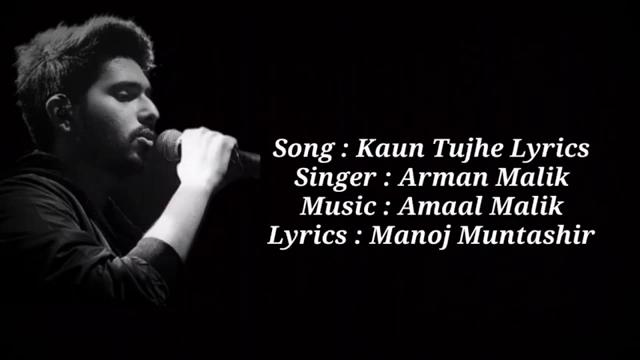 Song : Kaun Tujhe Lyrics
Singer : Arman Malik
Music : Amaal Malik
Lyrics : Manoj Muntashir